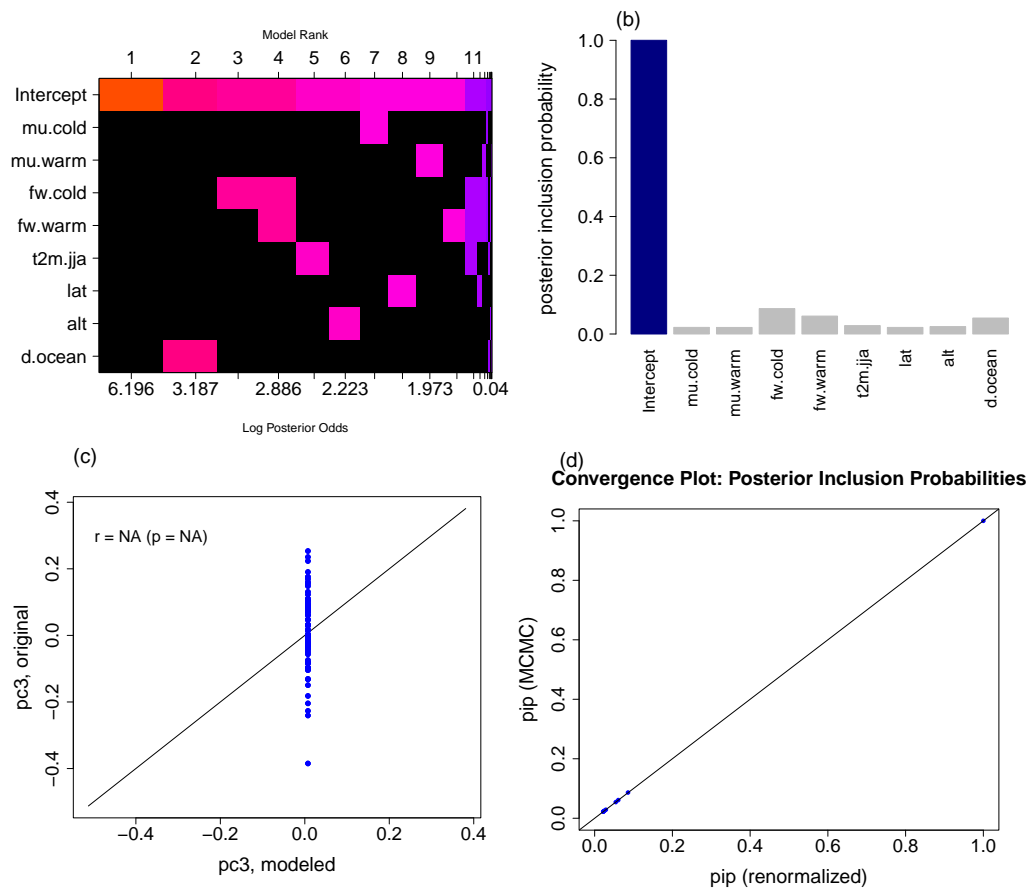 Model Rank
1 2 3 4 5 6 7 8 9 11
Intercept
mu.cold
mu.warm
fw.cold
fw.warm
t2m.jja
lat
alt
d.ocean
6.196 3.187 2.886 2.223 1.973 0.04
Log Posterior Odds
(b)
posterior inclusion probability
1.0
0.8
0.6
0.4
0.2
0.0
Intercept mu.cold mu.warm fw.cold fw.warm t2m.jja lat alt d.ocean
(c)
r = NA (p = NA)
pc3, original
0.4
0.2
0.0
−0.2
−0.4
−0.4 −0.2 0.0 0.2 0.4
pc3, modeled
(d)
Convergence Plot: Posterior Inclusion Probabilities
pip (MCMC)
1.0
0.8
0.6
0.4
0.2
0.0
0.0 0.2 0.4 0.6 0.8 1.0
pip (renormalized)